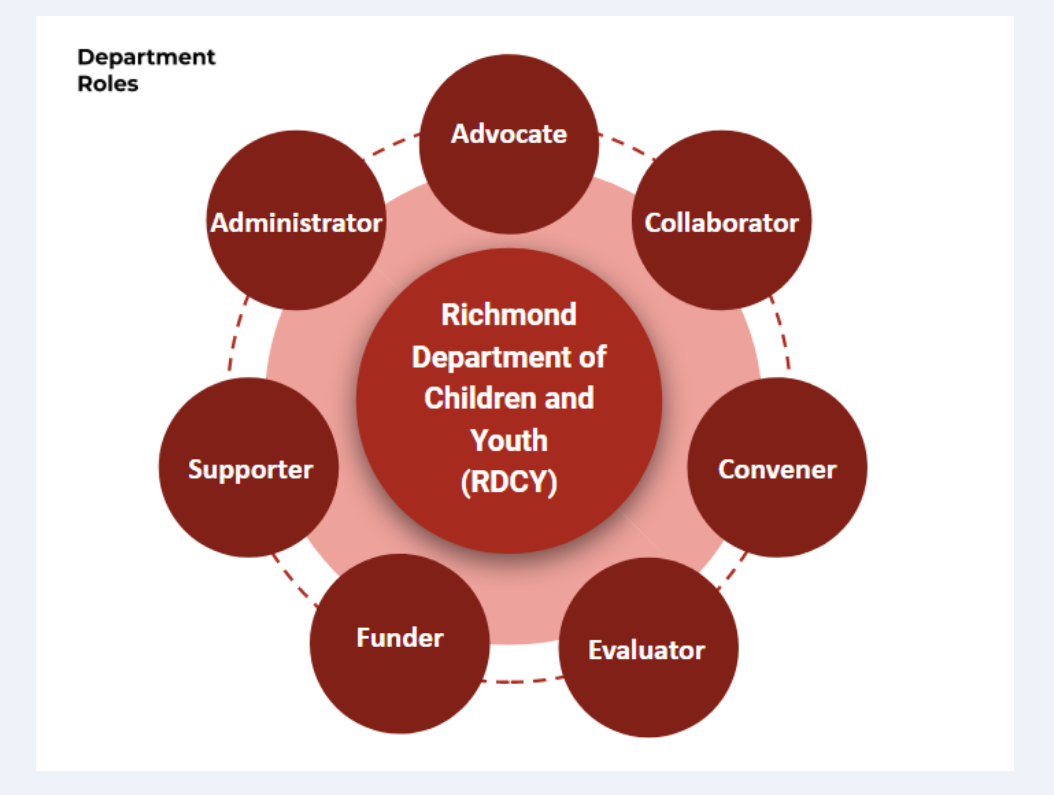 Department
Roles
Advocate
Administrator
Collaborator
Richmond
Department of
Children and
Youth
(RDCY)
Supporter
Convener
Funder
Evaluator